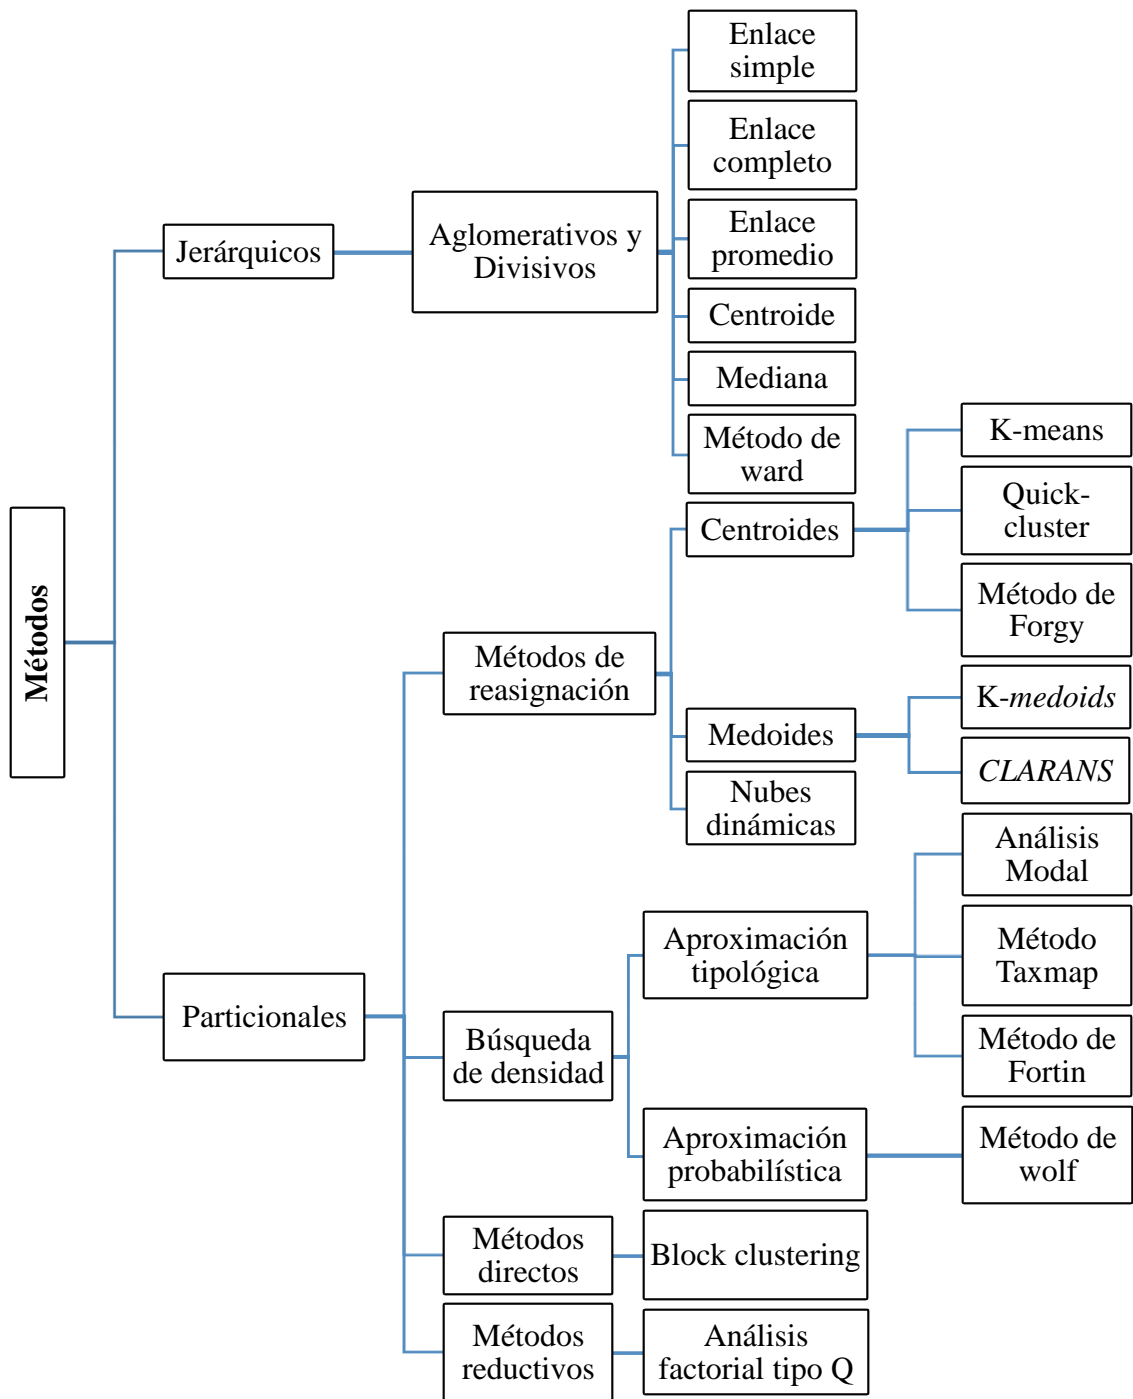 Métodos
Jerárquicos
Aglomerativos y
Divisivos
Enlace
simple
Enlace
completo
Enlace
promedio
Centroide
Mediana
Método de
ward
Particionales
Métodos de
reasignación
Centroides
K-means
Quick-
cluster
Método de
Forgy
Medoides
K-medoids
CLARANS
Nubes
dinámicas
Búsqueda
de densidad
Aproximación
tipológica
Análisis
Modal
Método
Taxmap
Método de
Fortin
Aproximación
probabilística
Método de
wolf
Métodos
directos
Block clustering
Métodos
reductivos
Análisis
factorial tipo Q